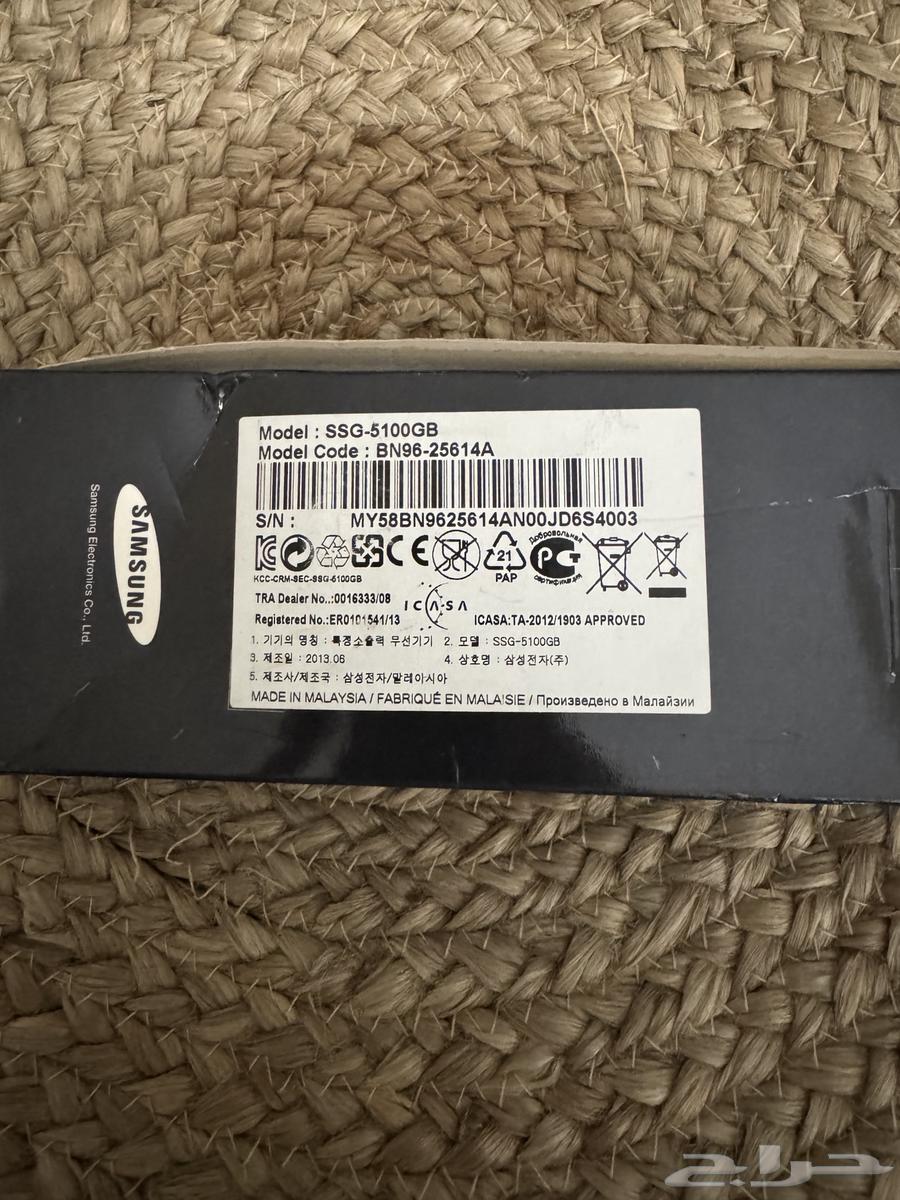 Model : SSG-5100GB
Model Code : BN96-25614A
S/N : MY58BN9625614AN00JD6S4003
CE
21
PAP
Добровольная
РСТ
сертификация
KCC-CRM-SEC-SSG-5100GB
TRA Dealer No.,:0016333/08
ICASA
Registered No.:ER0101541/13
ICASA:TA-2012/1903 APPROVED
1. 기기의 명칭 : 특정소출력 무선기기 2. 모델 : SSG-5100GB
3. 제조일 : 2013.06 4. 상호명 : 삼성전자(주)
5. 제조사/제조국 : 삼성전자/말레이시아
MADE IN MALAYSIA / FABRIQUÉ EN MALAISIE / Произведено в Малайзии
SAMSUNG
Samsung Electronics Co., Ltd.
حراج